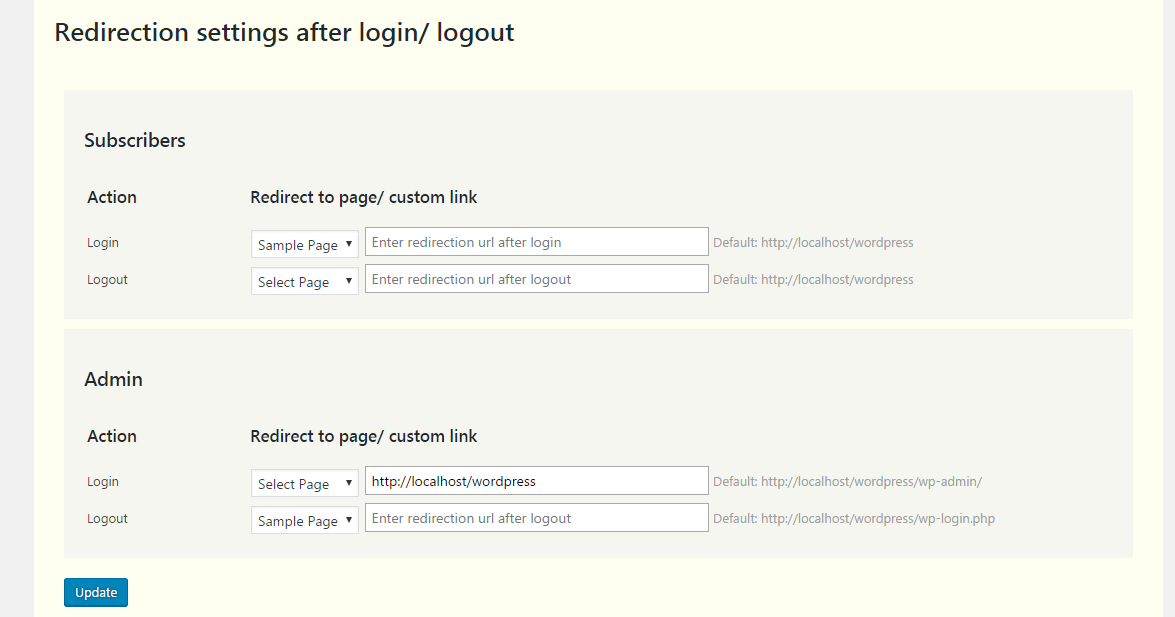 Redirection settings after login/ logout
Subscribers
Action Redirect to page/ custom link
Login Sample Page Enter redirection url after login Default: http://localhost/wordpress
Logout Select Page Enter redirection url after logout Default: http://localhost/wordpress
Admin
Action Redirect to page/ custom link
Login Select Page http://localhost/wordpress Default: http://localhost/wordpress/wp-admin/
Logout Sample Page Enter redirection url after logout Default: http://localhost/wordpress/wp-login.php
Update